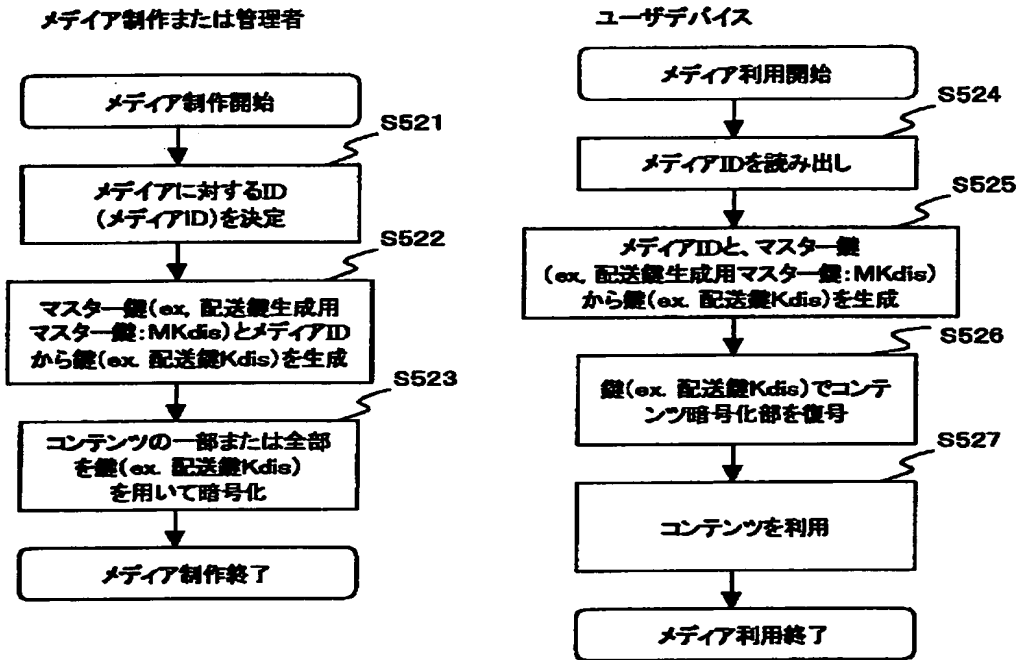 メデイア制作または管理者
メディア制作開始
S521
メデイアに対するID
(メディアID)を決定
S522
マスター鍵(ex, 配送鍵生成用
マスター鍵:MKdis)とメディアID
から鍵(ex. 配送鍵Kdis)を生成
S523
コンテンツの一部または全部
を鍵(ex. 配送鍵Kdis)
を用いて暗号化
メディア制作終了
ユーザデバイス
メディア利用開始
S524
メディアIDを読み出し
S525
メディアIDと、マスター鍵
(ex, 配送鍵生成用マスター鍵:MKdis)
から鍵(ex. 配送鍵Kdis)を生成
S526
鍵(ex. 配送鍵Kdis)でコンテ
ンツ暗号化部を復号
S527
コンテンツを利用
メディア利用終了